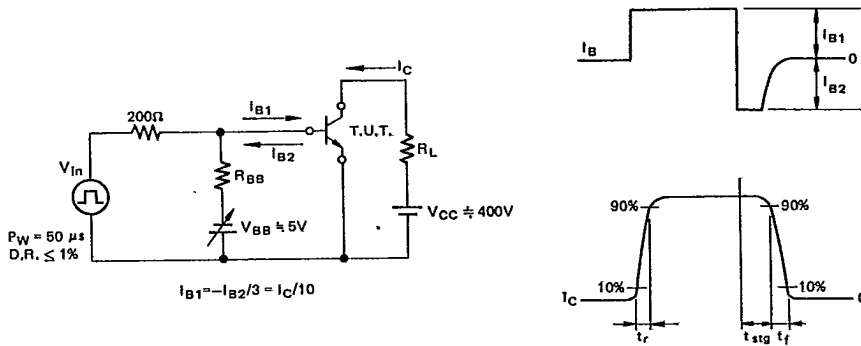 200Ω
Vin
PW = 50 μs
D.R. ≤ 1%
IB1
IB2
RBB
VBB ≒ 5V
T.U.T.
IC
RL
VCC ≒ 400V
IB1=−IB2/3 = IC/10
IB
0
IB1
IB2
90%
90%
10%
10%
IC
tr
tstg
tf